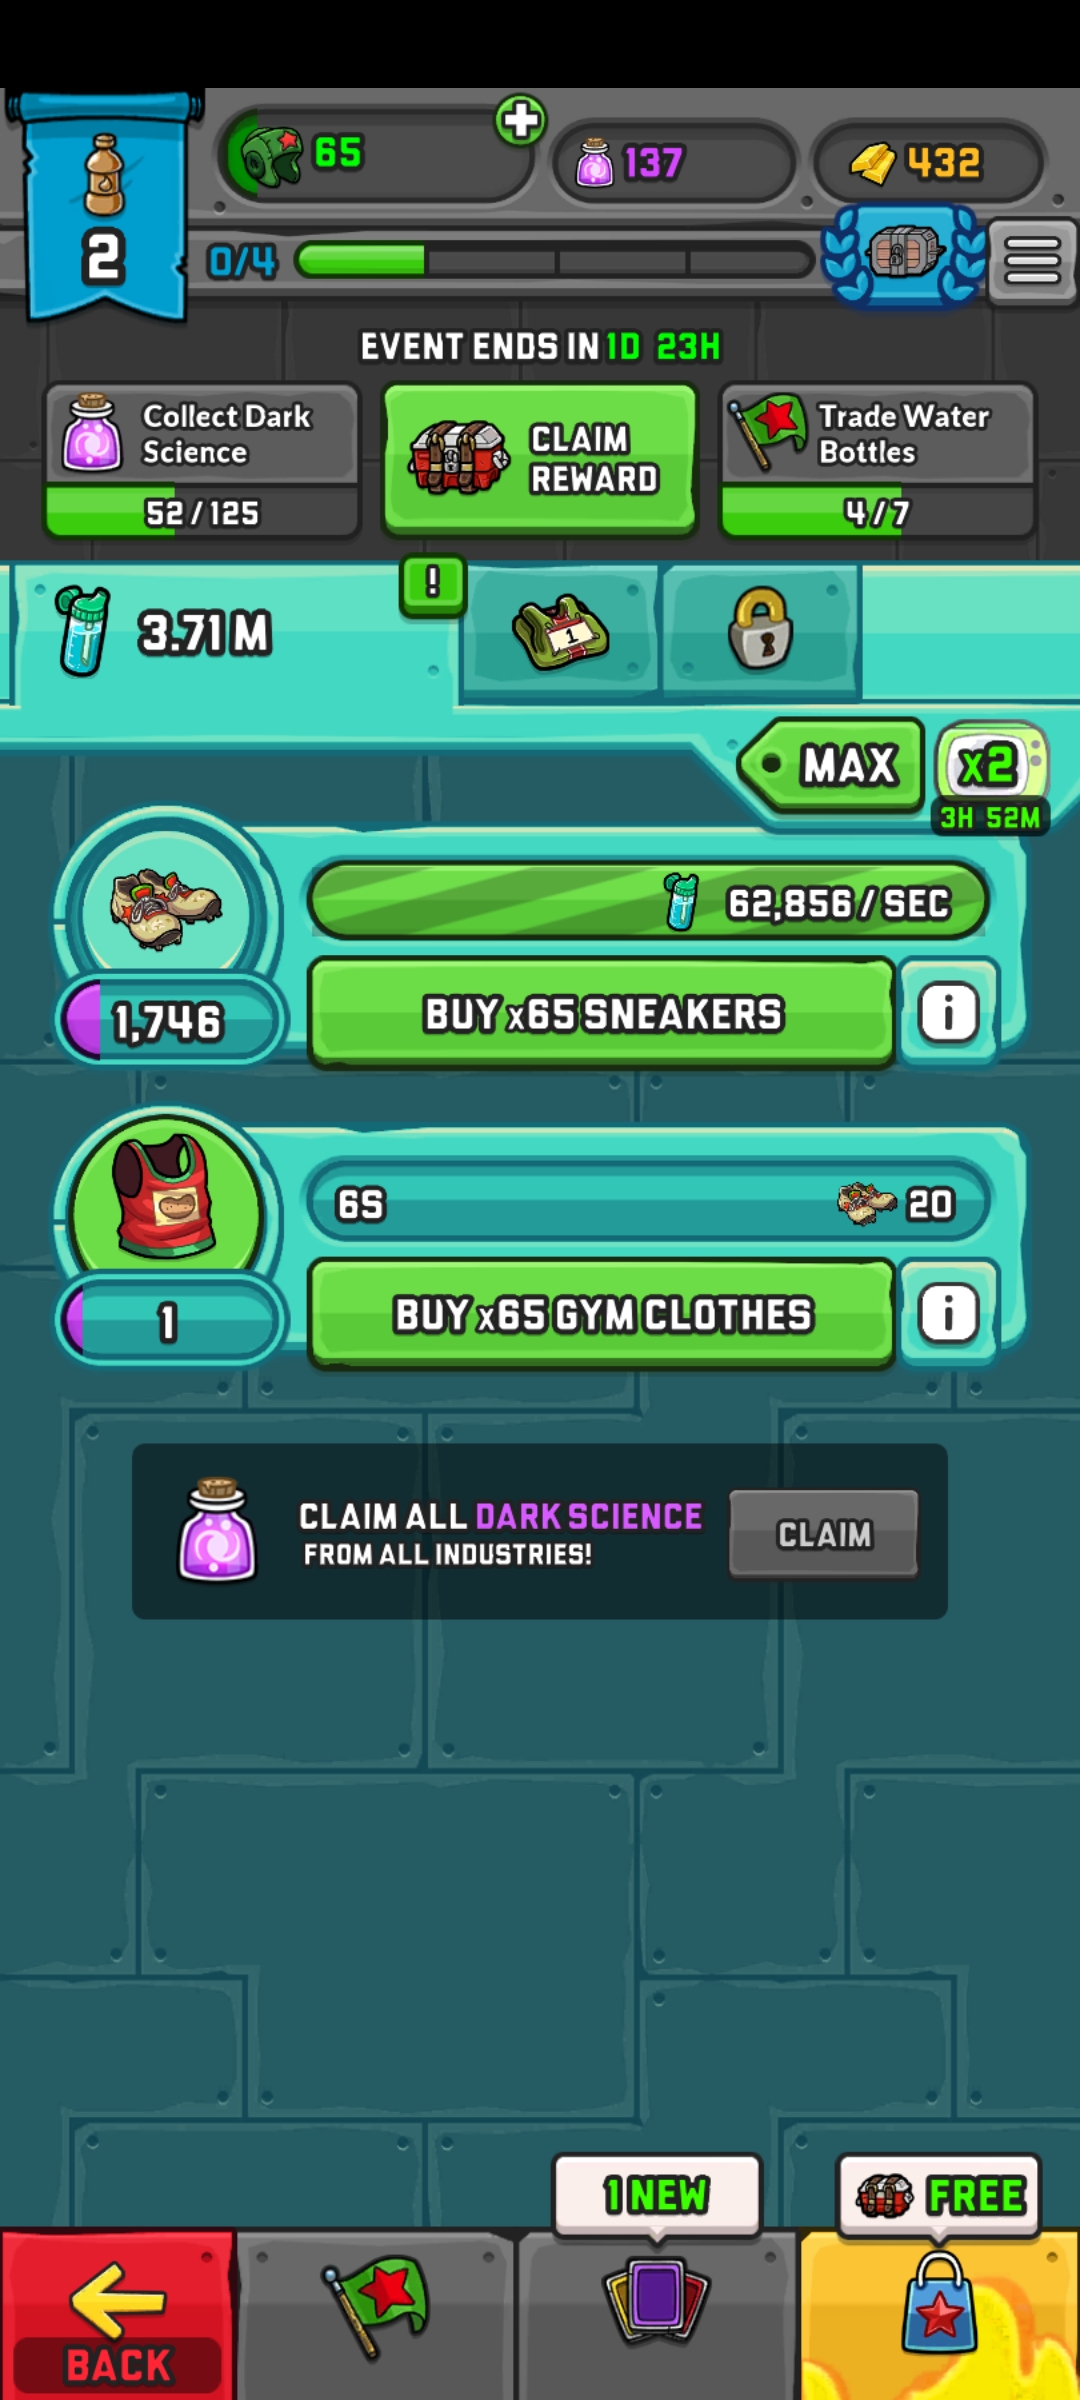 65
137
432
2
0/4
EVENT ENDS IN 1D 23H
Collect Dark
Science
52/125
CLAIM
REWARD
Trade Water
Bottles
4/7
3.71 M
!
1
MAX
x2
3H 52M
62,856/SEC
1,746
BUY x65 SNEAKERS
i
6S
20
1
BUY x65 GYM CLOTHES
i
CLAIM ALL DARK SCIENCE
FROM ALL INDUSTRIES!
CLAIM
1 NEW
FREE
BACK